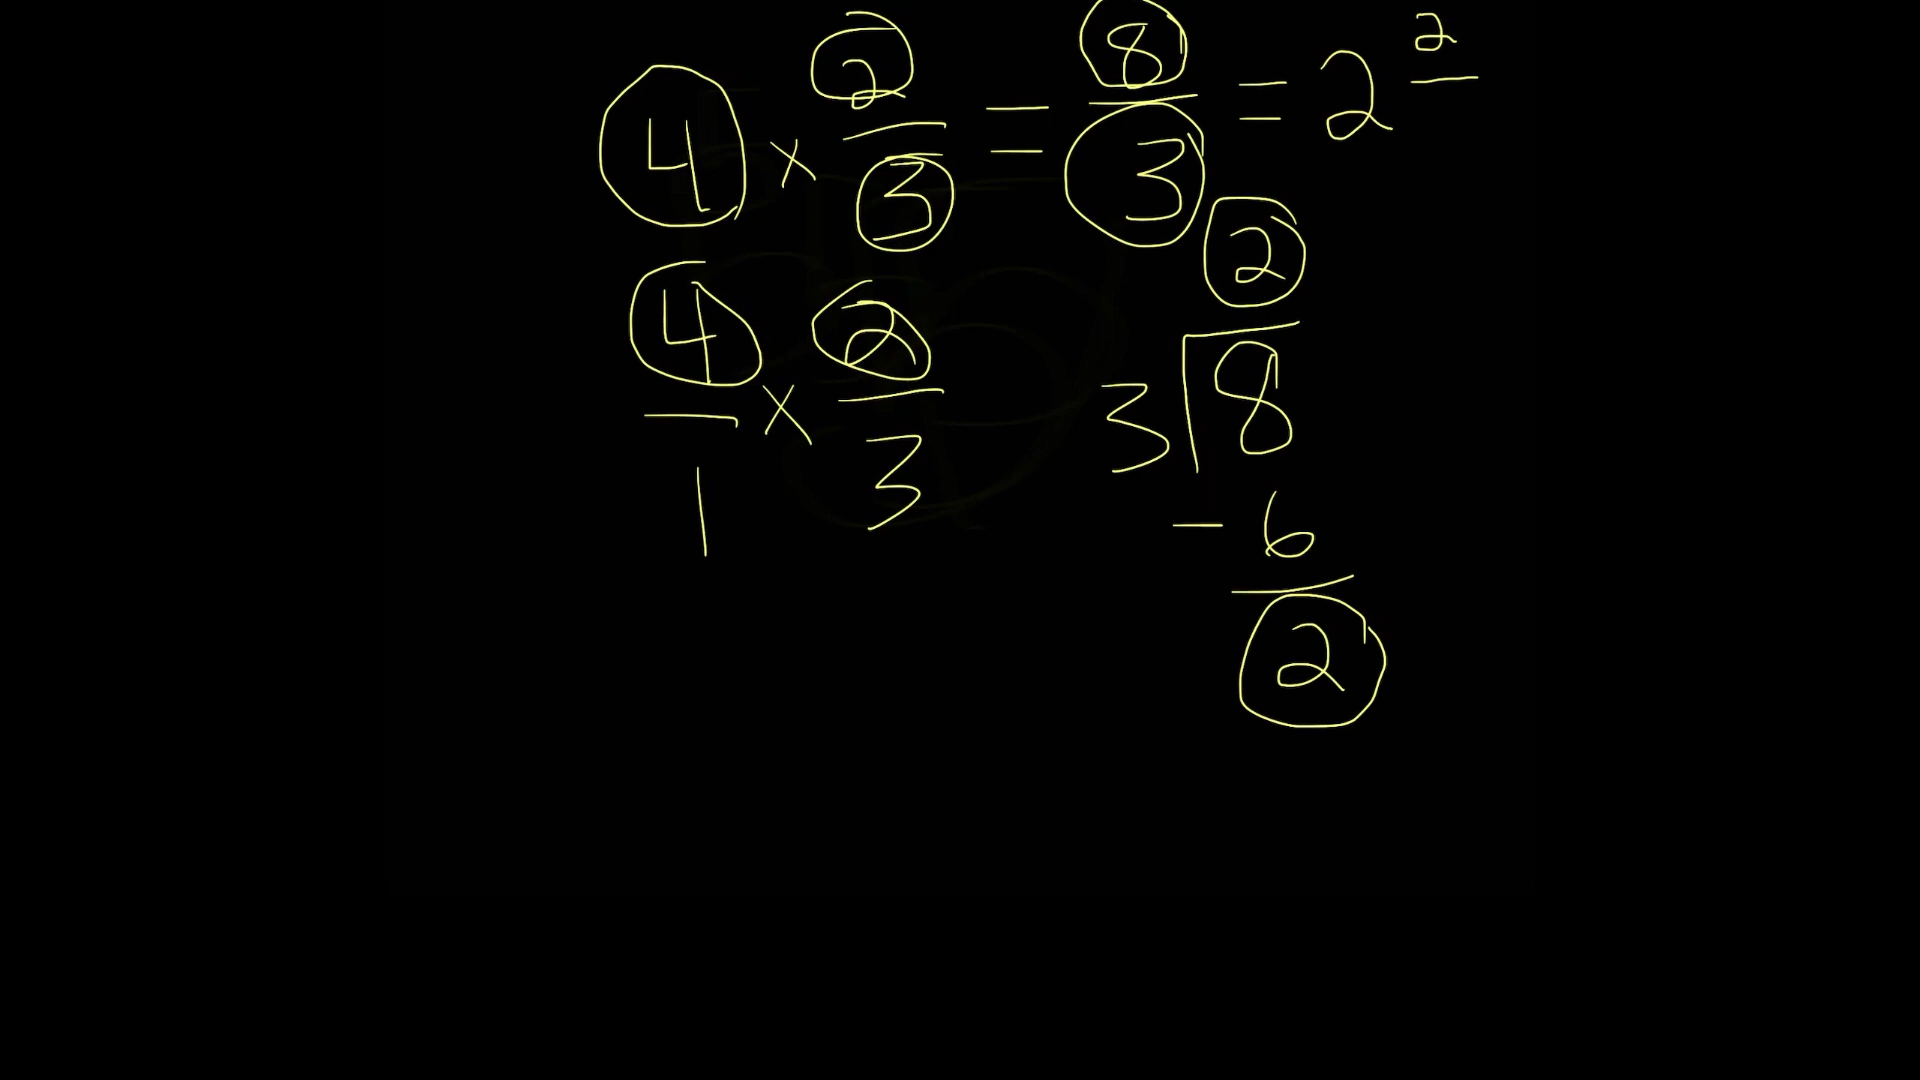 4 × 2/3 = 8/3 = 2 2/
4/1 × 2/3
2
3 8
- 6
2